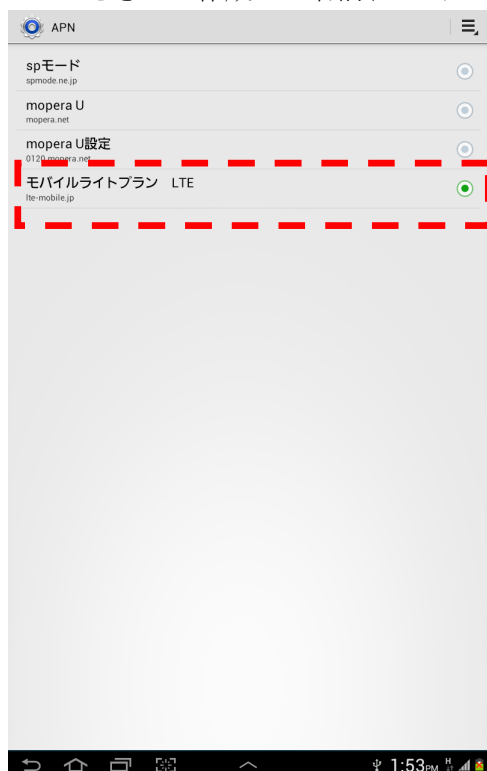 APN
spモード
spmode.ne.jp
mopera U
mopera.net
mopera U設定
0120.mopera.net
モバイルライトプラン　LTE
lte-mobile.jp
1:53PM H